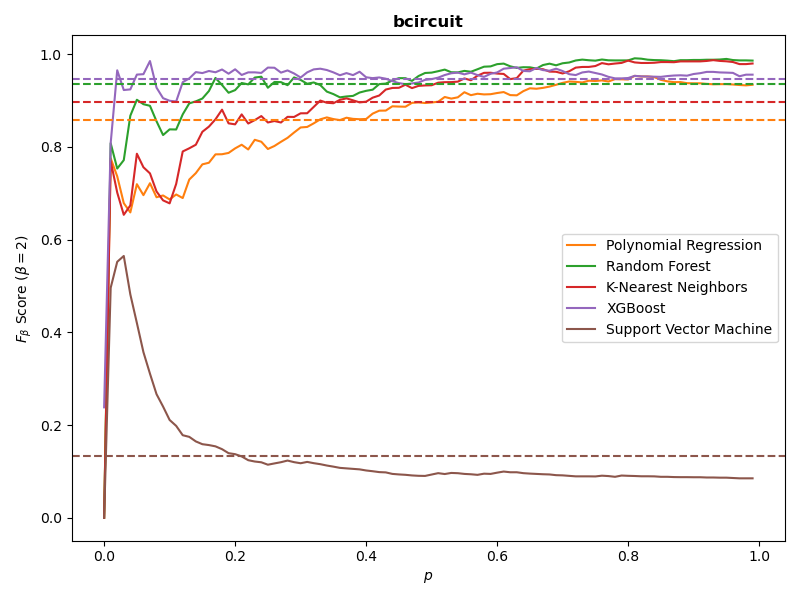 bcircuit
1.0
0.8
0.6
0.4
0.2
0.0
F_β Score (β = 2)
Polynomial Regression
Random Forest
K-Nearest Neighbors
XGBoost
Support Vector Machine
0.0 0.2 0.4 0.6 0.8 1.0
p